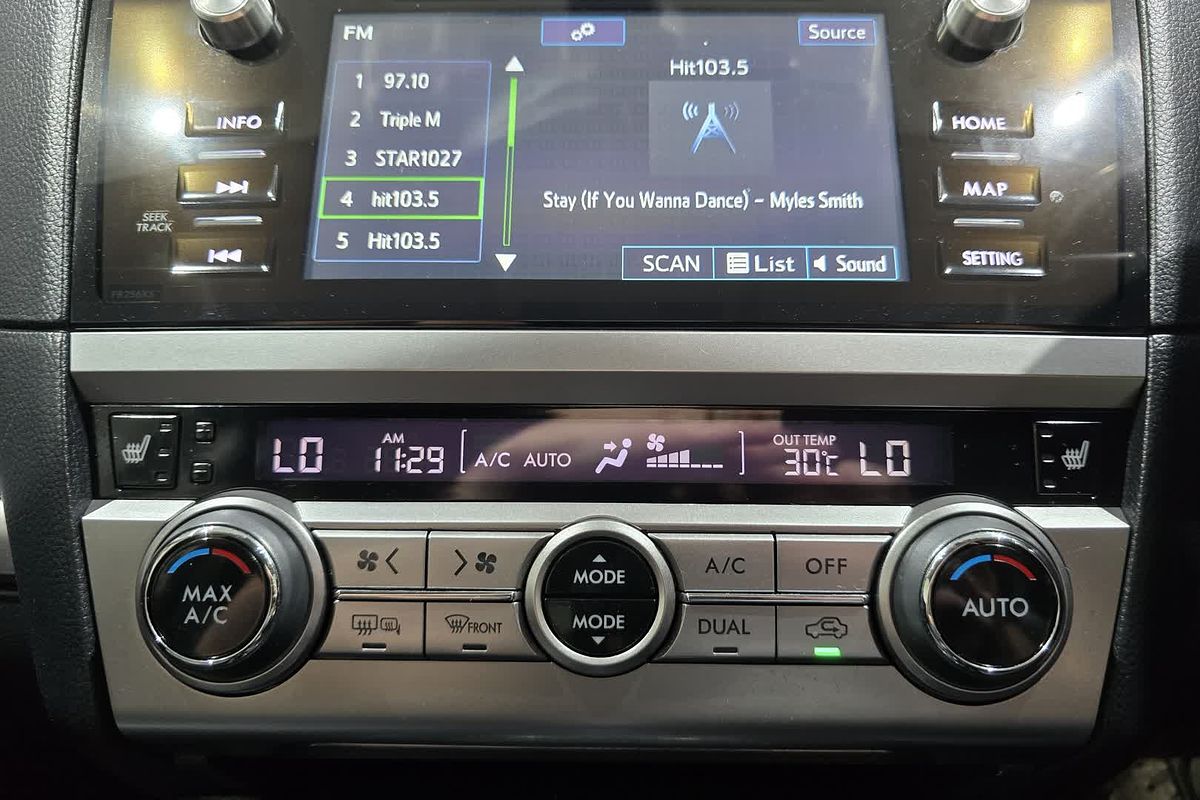 FM
Source
Hit103.5
1 97.10
2 Triple M
3 STAR1027
4 hit103.5
5 Hit103.5
Stay (If You Wanna Dance) - Myles Smith
SCAN List Sound
INFO
SEEK
TRACK
HOME
MAP
SETTING
LO
AM
11:29
A/C AUTO
OUT TEMP
30℃ LO
MAX
A/C
MODE
MODE
A/C
OFF
FRONT
DUAL
AUTO